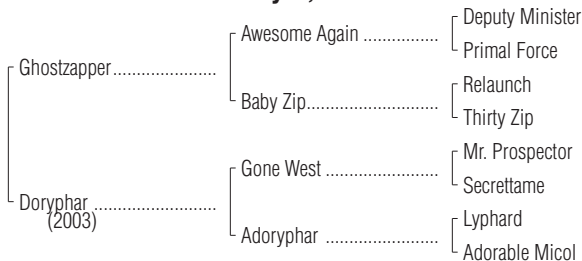 Deputy Minister
Awesome Again ................
Primal Force
Ghostzapper......................
Relaunch
Baby Zip............................
Thirty Zip
Mr. Prospector
Gone West ........................
Secrettame
Doryphar ..........................
(2003)
Lyphard
Adoryphar ........................
Adorable Micol